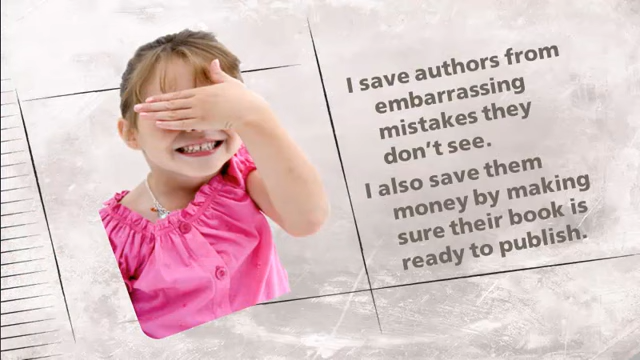 I save authors from
embarrassing
mistakes they
don't see.
I also save them
money by making
sure their book is
ready to publish.